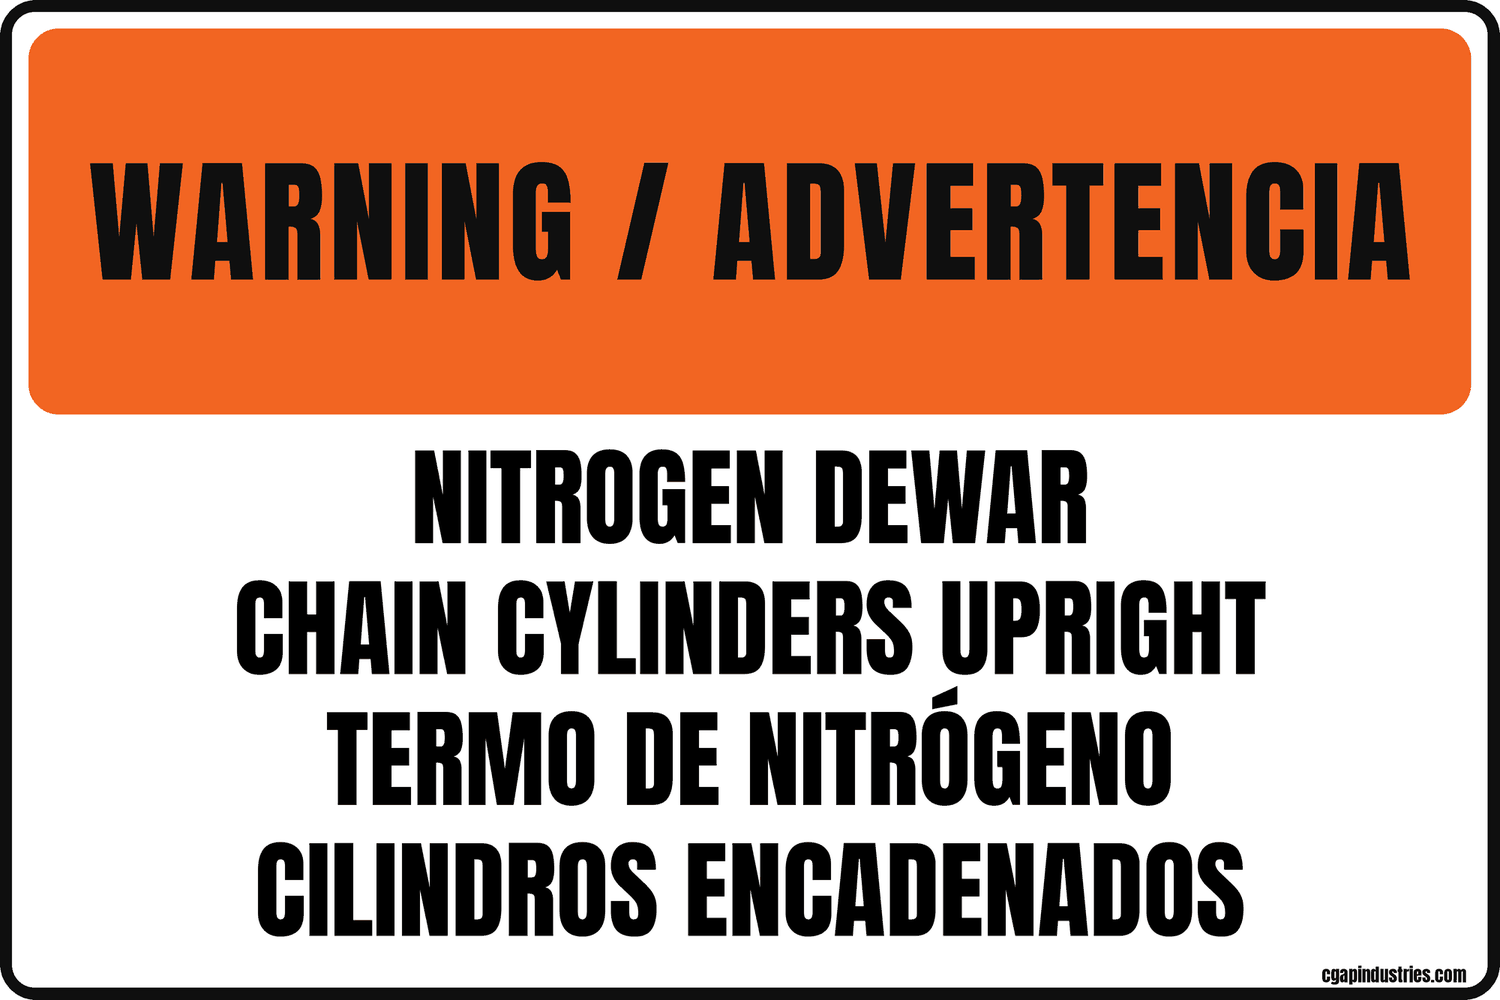 WARNING / ADVERTENCIA
NITROGEN DEWAR
CHAIN CYLINDERS UPRIGHT
TERMO DE NITRÓGENO
CILINDROS ENCADENADOS
cgapindustries.com